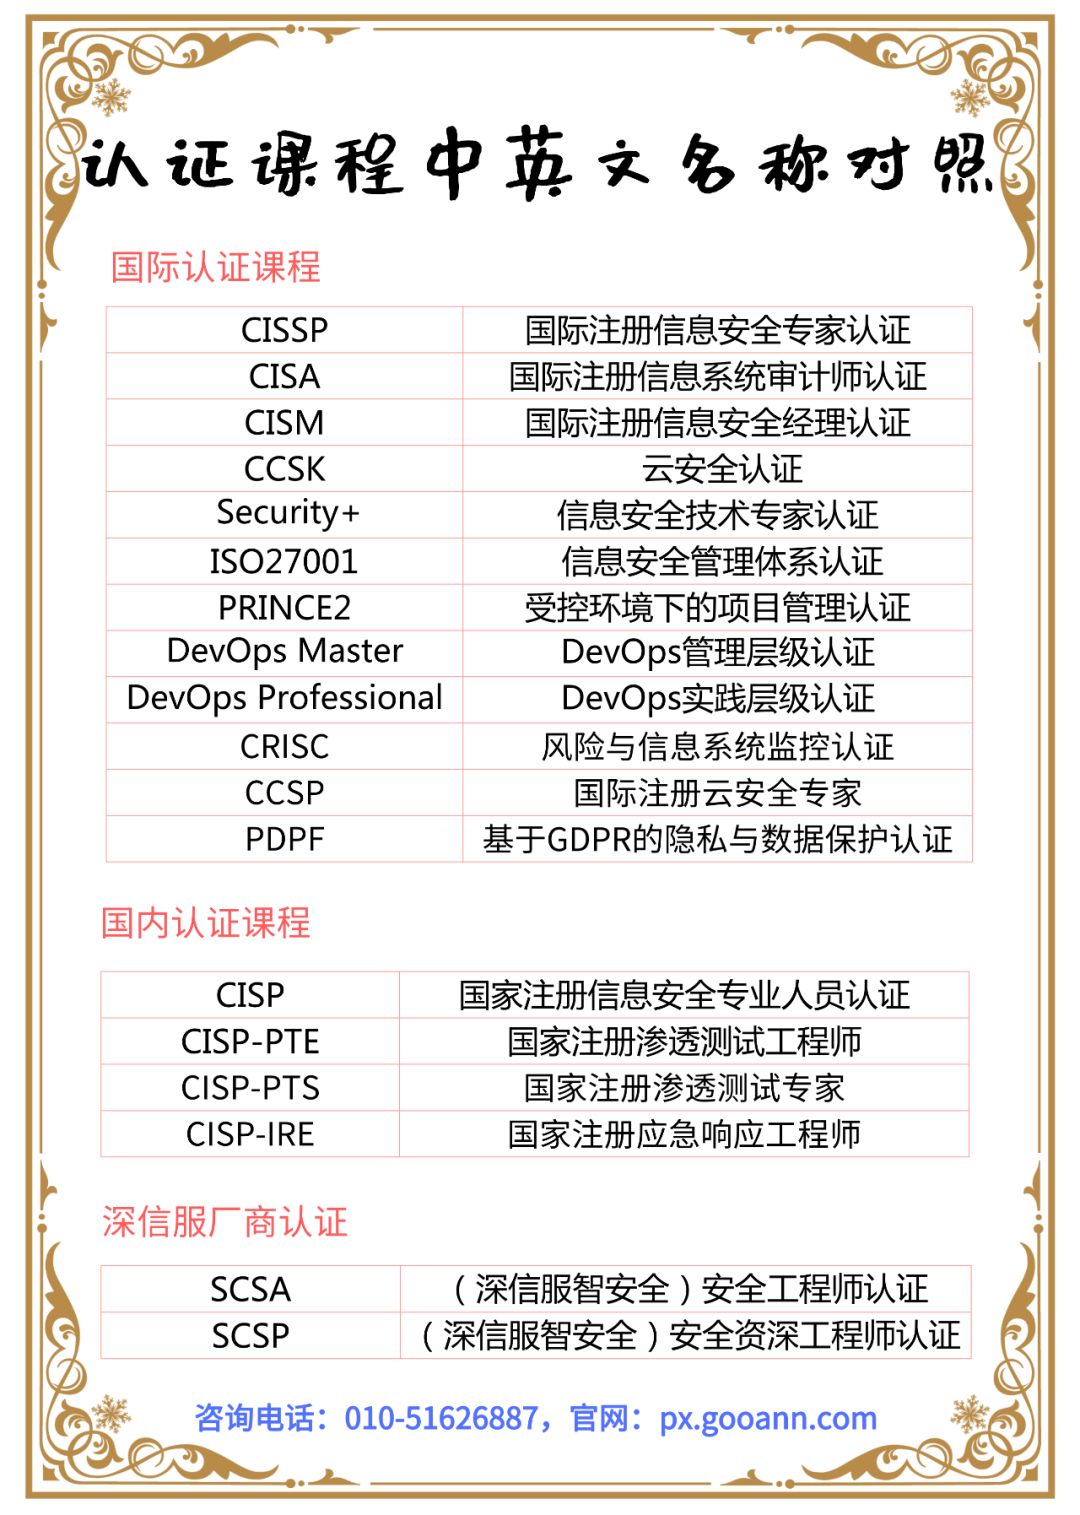 认证课程中英文名称对照
国际认证课程
CISSP 国际注册信息安全专家认证
CISA 国际注册信息系统审计师认证
CISM 国际注册信息安全经理认证
CCSK 云安全认证
Security+ 信息安全技术专家认证
ISO27001 信息安全管理体系认证
PRINCE2 受控环境下的项目管理认证
DevOps Master DevOps管理层级认证
DevOps Professional DevOps实践层级认证
CRISC 风险与信息系统监控认证
CCSP 国际注册云安全专家
PDPF 基于GDPR的隐私与数据保护认证
国内认证课程
CISP 国家注册信息安全专业人员认证
CISP-PTE 国家注册渗透测试工程师
CISP-PTS 国家注册渗透测试专家
CISP-IRE 国家注册应急响应工程师
深信服厂商认证
SCSA （深信服智安全）安全工程师认证
SCSP （深信服智安全）安全资深工程师认证
咨询电话：010-51626887，官网：px.gooann.com